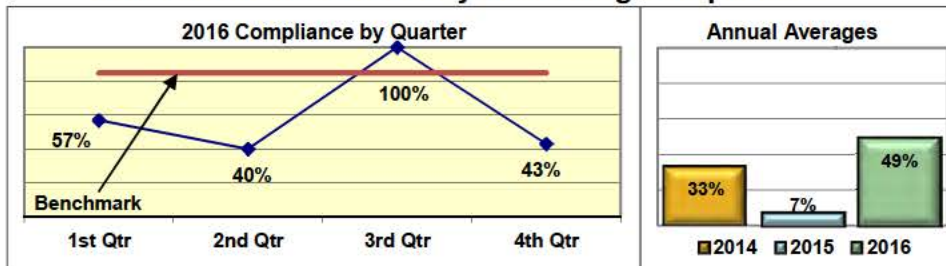 2016 Compliance by Quarter
57%
40%
100%
43%
Benchmark
1st Qtr 2nd Qtr 3rd Qtr 4th Qtr
Annual Averages
33%
7%
49%
2014 2015 2016